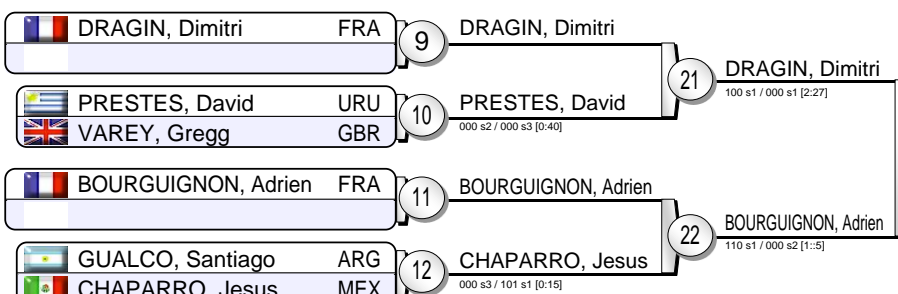 DRAGIN, Dimitri FRA 9 DRAGIN, Dimitri
21 DRAGIN, Dimitri
100 s1 / 000 s1 [2:27]
PRESTES, David URU 10 PRESTES, David
VAREY, Gregg GBR 000 s2 / 000 s3 [0:40]
BOURGUIGNON, Adrien FRA 11 BOURGUIGNON, Adrien
22 BOURGUIGNON, Adrien
110 s1 / 000 s2 [1::5]
GUALCO, Santiago ARG 12 CHAPARRO, Jesus
CHAPARRO, Jesus MEX 000 s3 / 101 s1 [0:15]